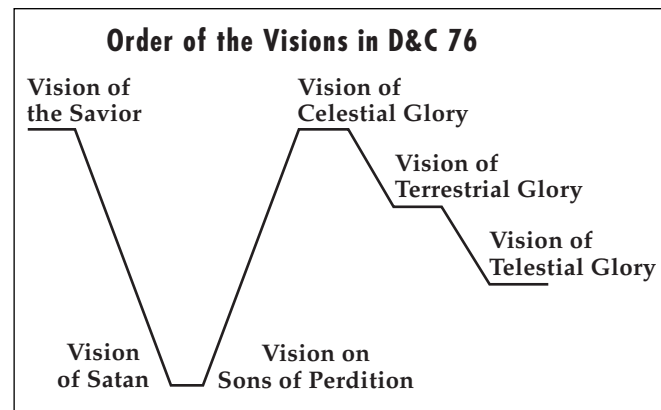 Order of the Visions in D&C 76
Vision of
the Savior
Vision of
Celestial Glory
Vision of
Terrestrial Glory
Vision of
Telestial Glory
Vision
of Satan
Vision on
Sons of Perdition